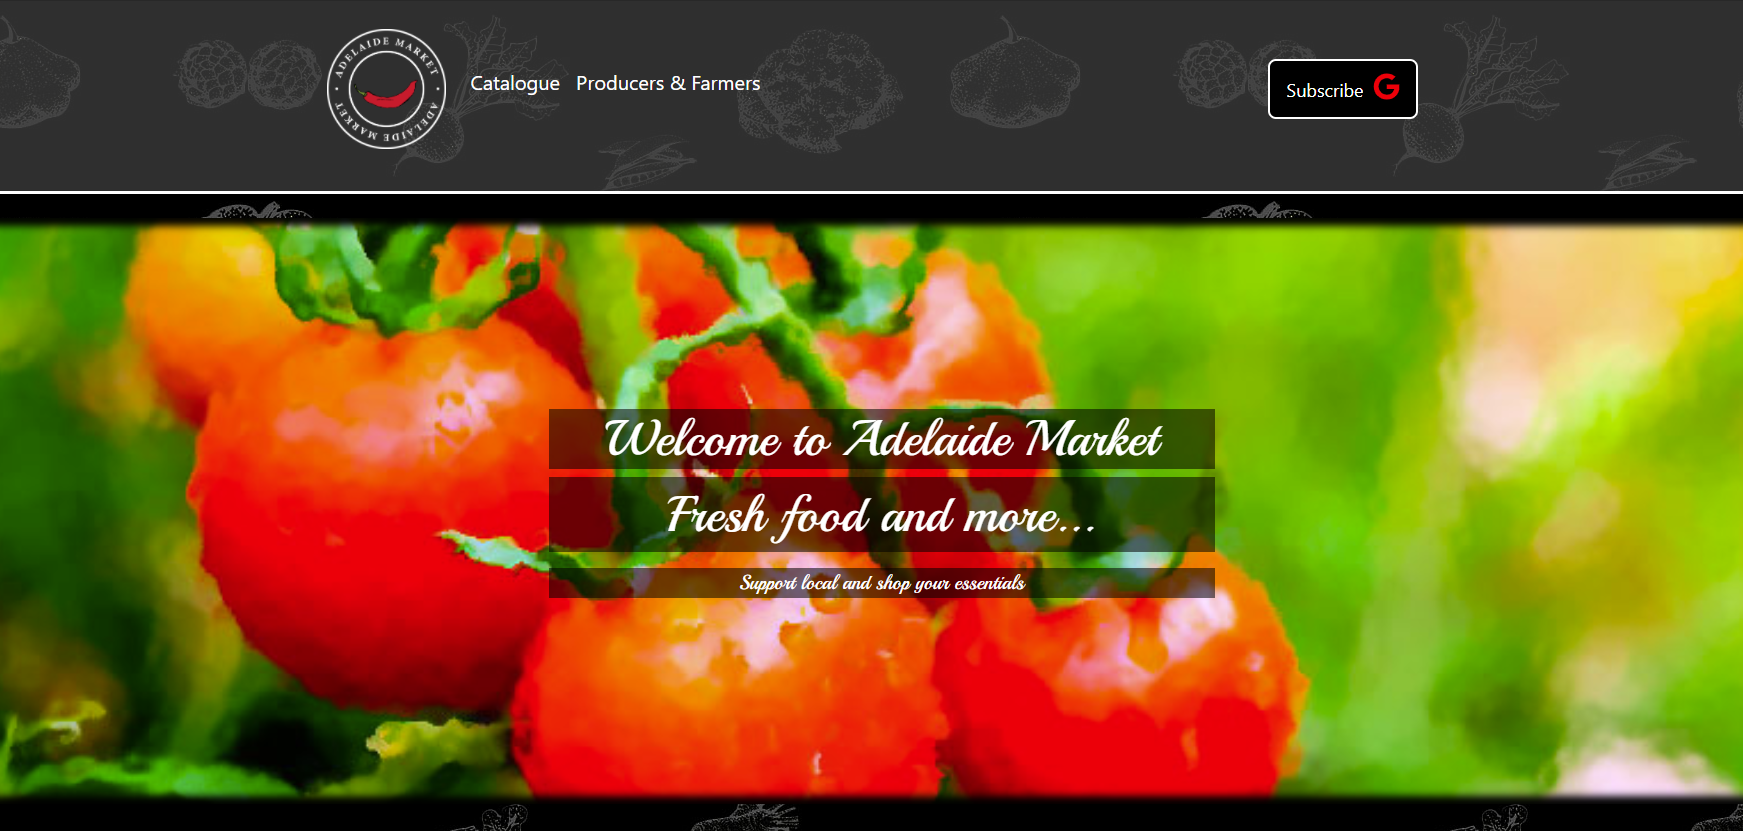 ADELAIDE MARKET
ADELAIDE MARKET
Catalogue Producers & Farmers
Subscribe G
Welcome to Adelaide Market
Fresh food and more...
Support local and shop your essentials